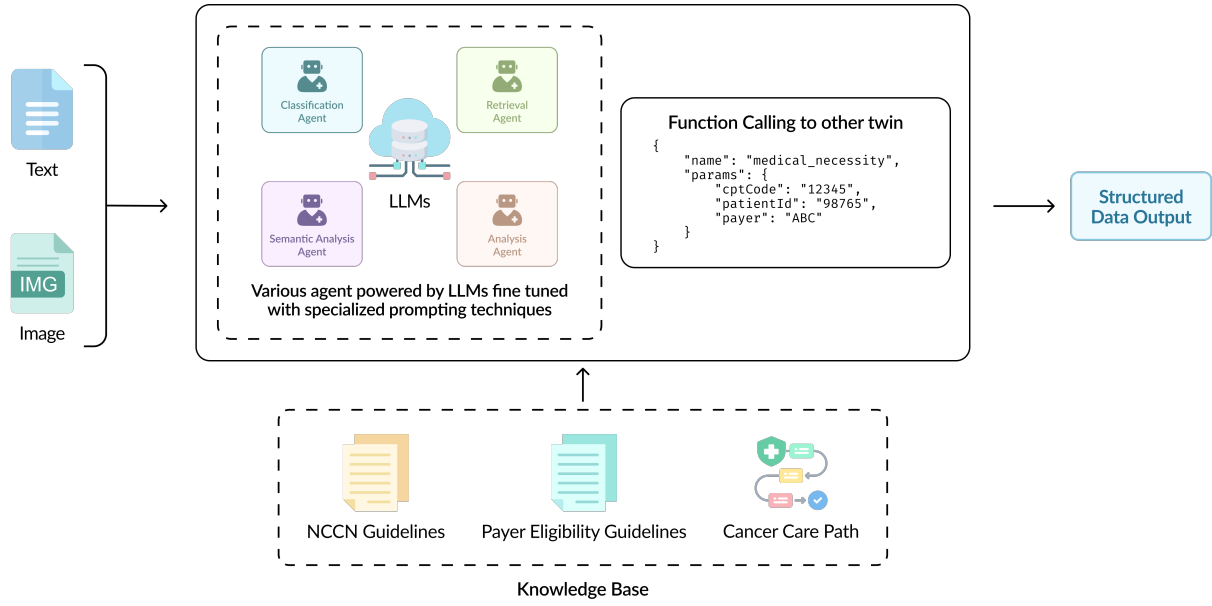 Text
IMG
Image
Classification
Agent
Retrieval
Agent
LLMs
Semantic Analysis
Agent
Analysis
Agent
Various agent powered by LLMs fine tuned
with specialized prompting techniques
Function Calling to other twin
{
    "name": "medical_necessity",
    "params": {
        "cptCode": "12345",
        "patientId": "98765",
        "payer": "ABC"
    }
}
Structured
Data Output
NCCN Guidelines
Payer Eligibility Guidelines
Cancer Care Path
Knowledge Base